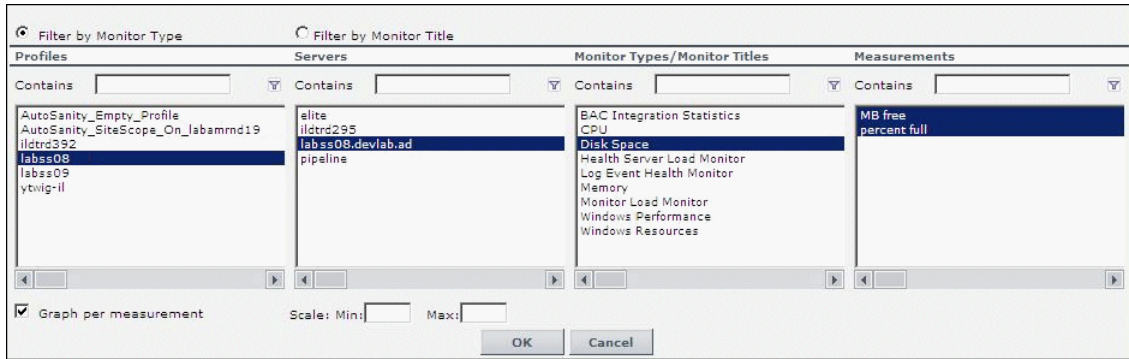 Filter by Monitor Type Filter by Monitor Title
Profiles Servers Monitor Types/Monitor Titles Measurements
Contains Contains Contains Contains
AutoSanity_Empty_Profile
AutoSanity_SiteScope_On_labamrnd19
ildtrd392
labss08
labss09
ytwig-il
elite
ildtrd295
labss08.devlab.ad
pipeline
BAC Integration Statistics
CPU
Disk Space
Health Server Load Monitor
Log Event Health Monitor
Memory
Monitor Load Monitor
Windows Performance
Windows Resources
MB free
percent full
Graph per measurement Scale: Min: Max:
OK Cancel